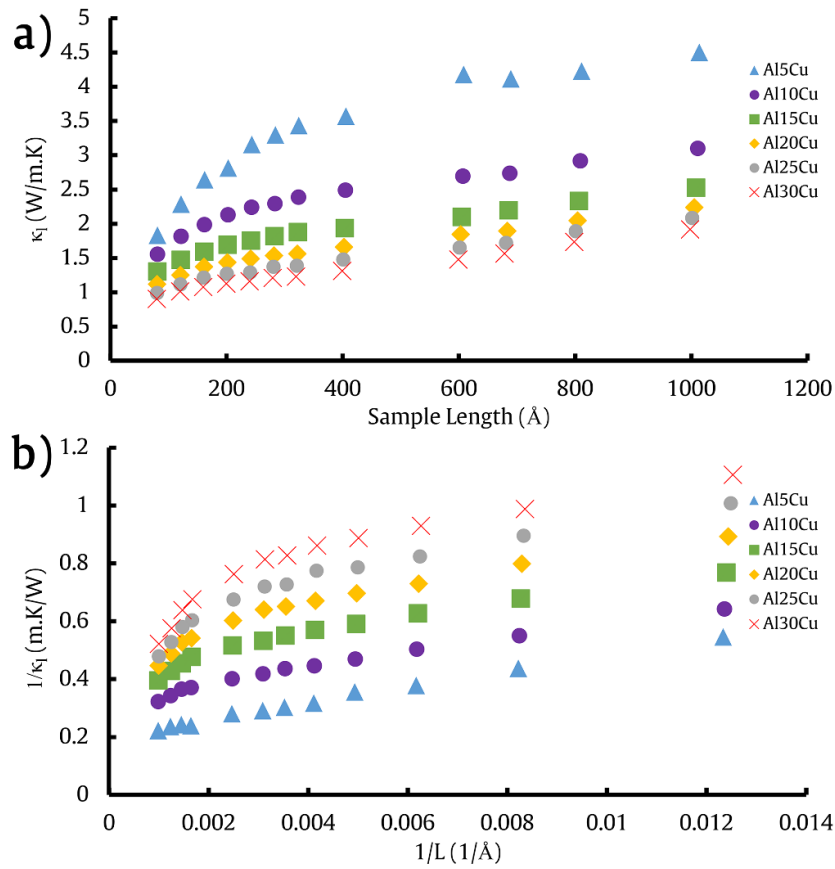 a)
5
4.5
4
3.5
3
2.5
2
1.5
1
0.5
0
κl (W/m.K)
Al5Cu
Al10Cu
Al15Cu
Al20Cu
Al25Cu
Al30Cu
0 200 400 600 800 1000 1200
Sample Length (Å)
b)
1.2
1
0.8
0.6
0.4
0.2
0
1/κl (m.K/W)
Al5Cu
Al10Cu
Al15Cu
Al20Cu
Al25Cu
Al30Cu
0 0.002 0.004 0.006 0.008 0.01 0.012 0.014
1/L (1/Å)